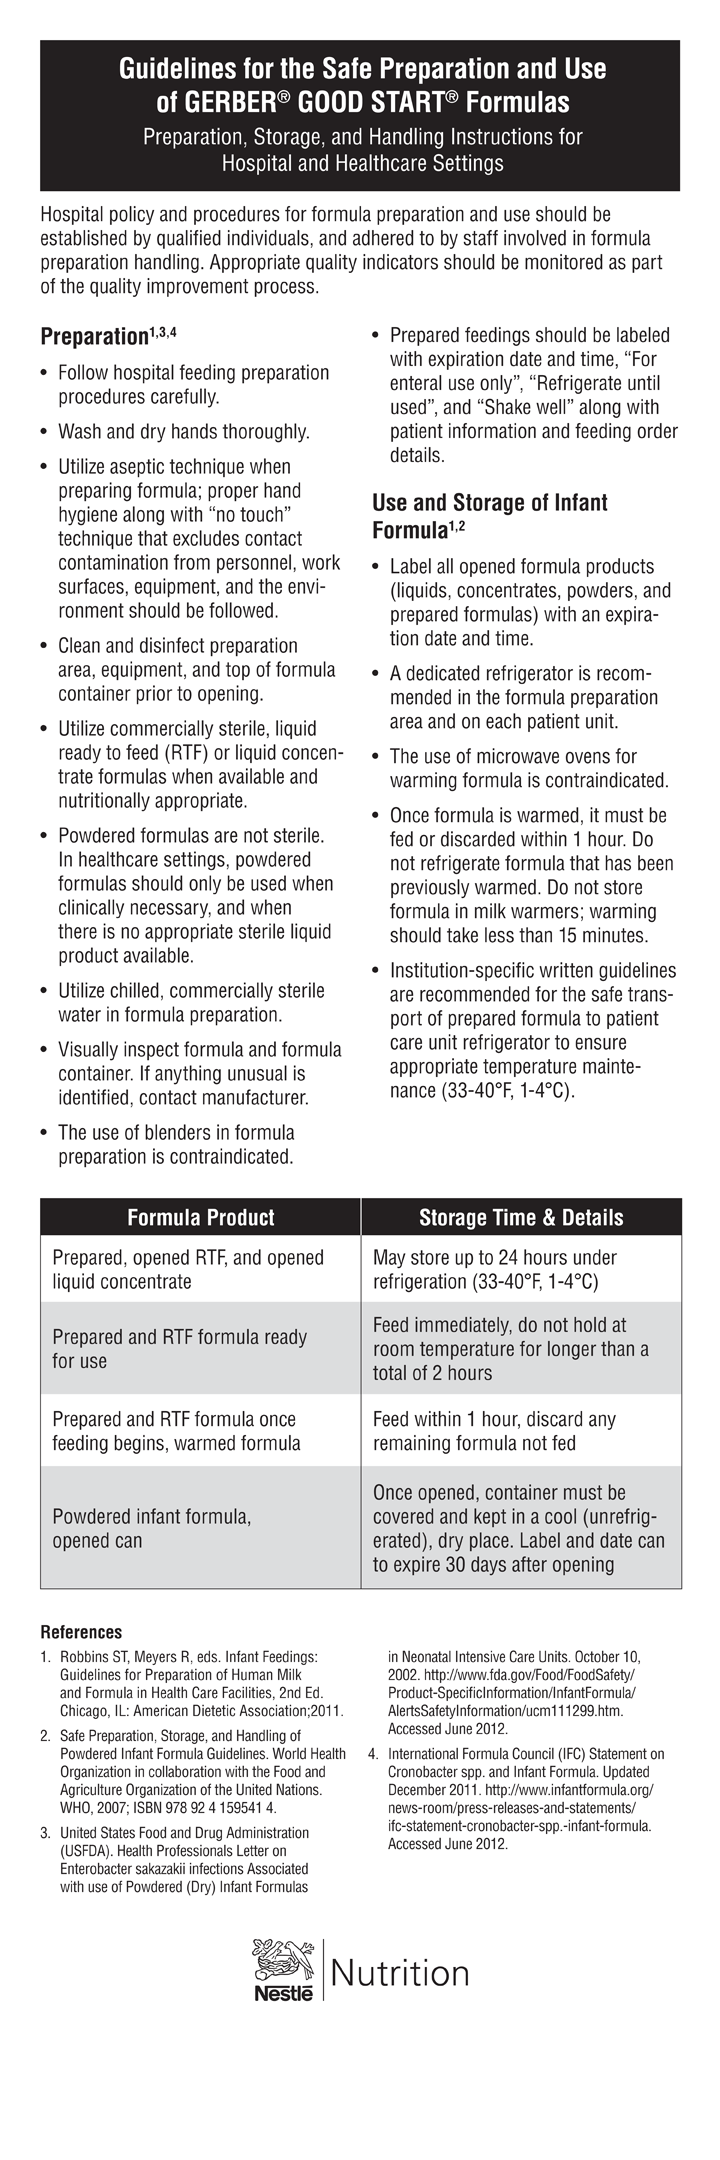 Guidelines for the Safe Preparation and Use
of GERBER® GOOD START® Formulas
Preparation, Storage, and Handling Instructions for
Hospital and Healthcare Settings
Hospital policy and procedures for formula preparation and use should be
established by qualified individuals, and adhered to by staff involved in formula
preparation handling. Appropriate quality indicators should be monitored as part
of the quality improvement process.
Preparation1,3,4
• Follow hospital feeding preparation
procedures carefully.
• Wash and dry hands thoroughly.
• Utilize aseptic technique when
preparing formula; proper hand
hygiene along with “no touch”
technique that excludes contact
contamination from personnel, work
surfaces, equipment, and the envi-
ronment should be followed.
• Clean and disinfect preparation
area, equipment, and top of formula
container prior to opening.
• Utilize commercially sterile, liquid
ready to feed (RTF) or liquid concen-
trate formulas when available and
nutritionally appropriate.
• Powdered formulas are not sterile.
In healthcare settings, powdered
formulas should only be used when
clinically necessary, and when
there is no appropriate sterile liquid
product available.
• Utilize chilled, commercially sterile
water in formula preparation.
• Visually inspect formula and formula
container. If anything unusual is
identified, contact manufacturer.
• The use of blenders in formula
preparation is contraindicated.
• Prepared feedings should be labeled
with expiration date and time, “For
enteral use only”, “Refrigerate until
used”, and “Shake well” along with
patient information and feeding order
details.
Use and Storage of Infant
Formula1,2
• Label all opened formula products
(liquids, concentrates, powders, and
prepared formulas) with an expira-
tion date and time.
• A dedicated refrigerator is recom-
mended in the formula preparation
area and on each patient unit.
• The use of microwave ovens for
warming formula is contraindicated.
• Once formula is warmed, it must be
fed or discarded within 1 hour. Do
not refrigerate formula that has been
previously warmed. Do not store
formula in milk warmers; warming
should take less than 15 minutes.
• Institution-specific written guidelines
are recommended for the safe trans-
port of prepared formula to patient
care unit refrigerator to ensure
appropriate temperature mainte-
nance (33-40°F, 1-4°C).
Formula Product
Storage Time & Details
Prepared, opened RTF, and opened
liquid concentrate
May store up to 24 hours under
refrigeration (33-40°F, 1-4°C)
Prepared and RTF formula ready
for use
Feed immediately, do not hold at
room temperature for longer than a
total of 2 hours
Prepared and RTF formula once
feeding begins, warmed formula
Feed within 1 hour, discard any
remaining formula not fed
Powdered infant formula,
opened can
Once opened, container must be
covered and kept in a cool (unrefrig-
erated), dry place. Label and date can
to expire 30 days after opening
References
1. Robbins ST, Meyers R, eds. Infant Feedings:
Guidelines for Preparation of Human Milk
and Formula in Health Care Facilities, 2nd Ed.
Chicago, IL: American Dietetic Association;2011.
2. Safe Preparation, Storage, and Handling of
Powdered Infant Formula Guidelines. World Health
Organization in collaboration with the Food and
Agriculture Organization of the United Nations.
WHO, 2007; ISBN 978 92 4 159541 4.
3. United States Food and Drug Administration
(USFDA). Health Professionals Letter on
Enterobacter sakazakii infections Associated
with use of Powdered (Dry) Infant Formulas
in Neonatal Intensive Care Units. October 10,
2002. http://www.fda.gov/Food/FoodSafety/
Product-SpecificInformation/InfantFormula/
AlertsSafetyInformation/ucm111299.htm.
Accessed June 2012.
4. International Formula Council (IFC) Statement on
Cronobacter spp. and Infant Formula. Updated
December 2011. http://www.infantformula.org/
news-room/press-releases-and-statements/
ifc-statement-cronobacter-spp.-infant-formula.
Accessed June 2012.
Nestlé
Nutrition